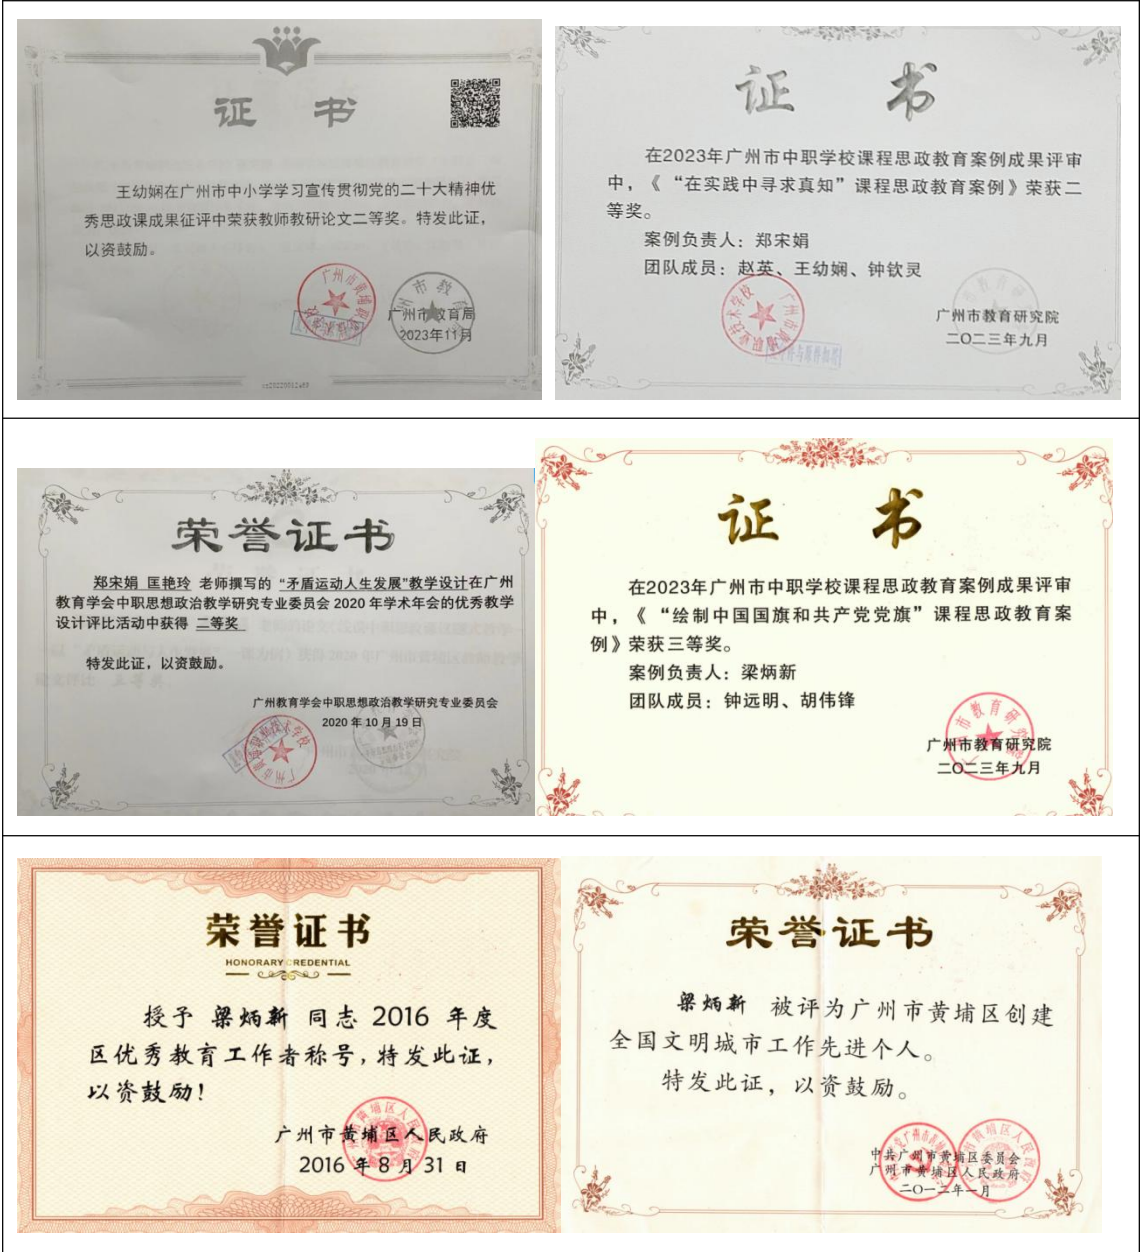 证 书
王幼娴在广州市中小学学习宣传贯彻党的二十大精神优
秀思政课成果征评中荣获教师教研论文二等奖。特发此证,
以资鼓励。
广州市教育局
2023年11月
证 书
在2023年广州市中职学校课程思政教育案例成果评审
中,《 “在实践中寻求真知”课程思政教育案例》荣获二
等奖。
案例负责人：郑宋娟
团队成员：赵英、王幼娴、钟钦灵
广州市教育研究院
二〇二三年九月
荣誉证书
郑宋娟 匡艳玲 老师撰写的 “矛盾运动人生发展”教学设计在广州
教育学会中职思想政治教学研究专业委员会 2020 年学术年会的优秀教学
设计评比活动中获得 二等奖
特发此证，以资鼓励。
广州教育学会中职思想政治教学研究专业委员会
2020 年 10 月 19 日
证 书
在2023年广州市中职学校课程思政教育案例成果评审
中，《 “绘制中国国旗和共产党党旗”课程思政教育案
例》荣获三等奖。
案例负责人：梁炳新
团队成员：钟远明、胡伟锋
广州市教育研究院
二〇二三年九月
荣誉证书
HONORARY CREDENTIAL
授予 梁炳新 同志 2016 年度
区优秀教育工作者称号,特发此证,
以资鼓励!
广州市黄埔区人民政府
2016 年 8 月 31 日
荣誉证书
梁炳新 被评为广州市黄埔区创建
全国文明城市工作先进个人。
特发此证，以资鼓励。
中共广州市黄埔区委员会
广州市黄埔区人民政府
二〇一二年一月